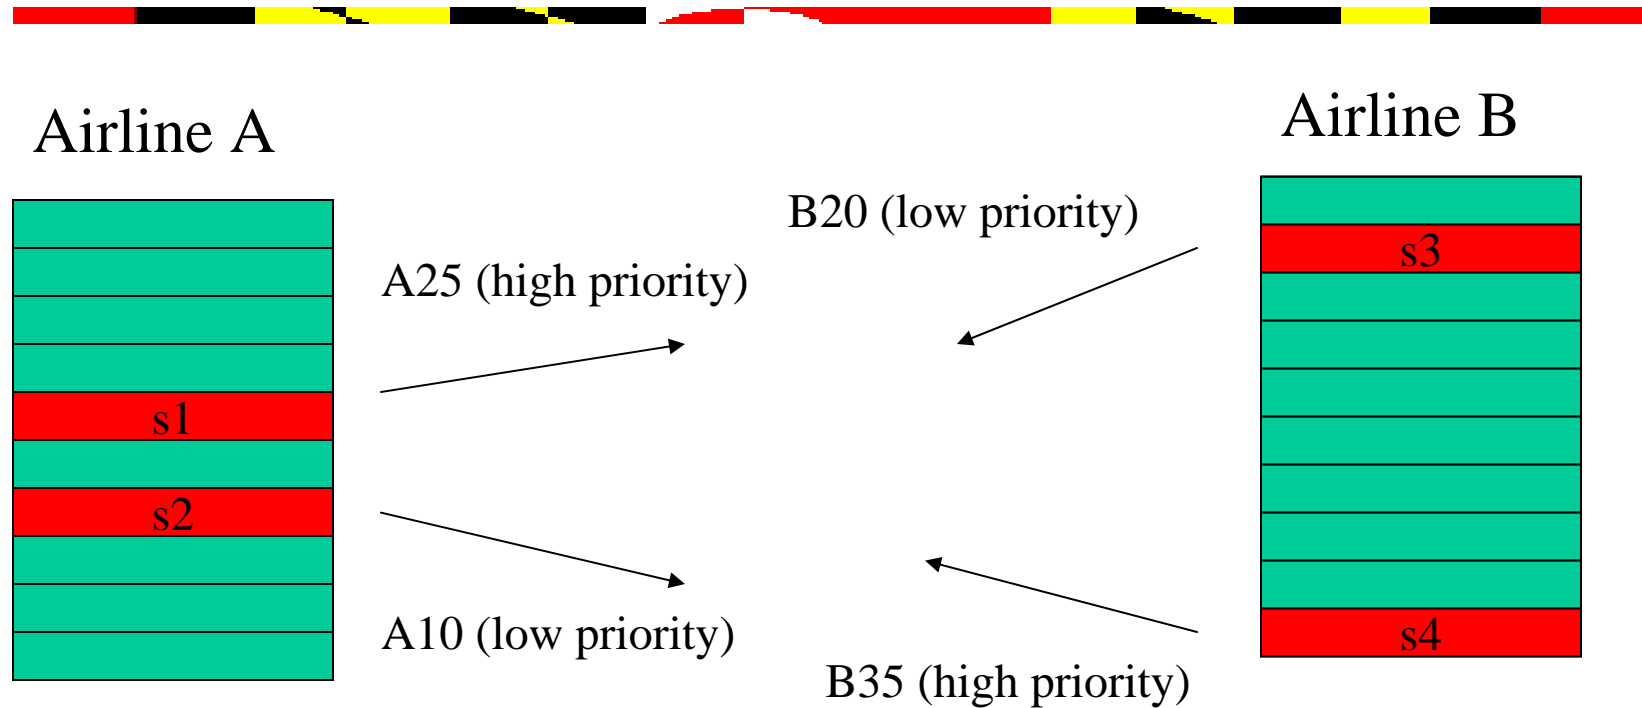 Airline A
Airline B
B20 (low priority)
s3
A25 (high priority)
s1
s2
A10 (low priority)
s4
B35 (high priority)